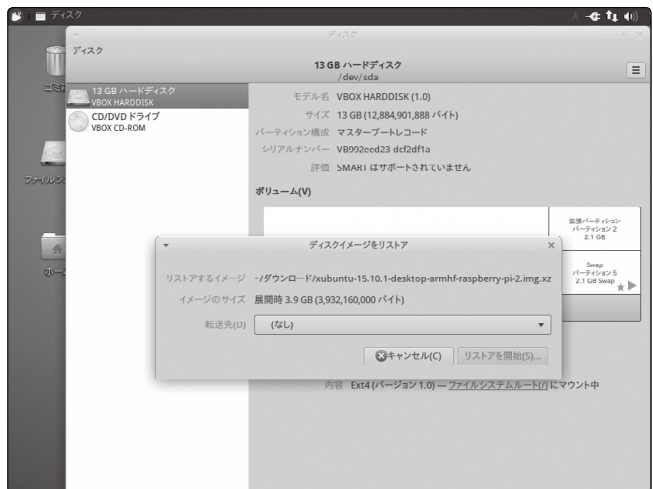 ディスク
ディスク
ディスク
13 GB ハードディスク
/dev/sda
13 GB ハードディスク
VBOX HARDDISK
CD/DVD ドライブ
VBOX CD-ROM
モデル名 VBOX HARDDISK (1.0)
サイズ 13 GB (12,884,901,888 バイト)
パーティション構成 マスターブートレコード
シリアルナンバー VB992eed23 dcf2df1a
評価 SMART はサポートされていません
ボリューム(V)
拡張パーティション
パーティション 2
2.1 GB
Swap
パーティション 5
2.1 GB Swap
ディスクイメージをリストア
リストアするイメージ ~/ダウンロード/xubuntu-15.10.1-desktop-armhf-raspberry-pi-2.img.xz
イメージのサイズ 展開時 3.9 GB (3,932,160,000 バイト)
転送先(D) (なし)
キャンセル(C) リストアを開始(S)...
内容 Ext4 (バージョン 1.0) — ファイルシステムルート(/) にマウント中
ゴミ
ファイルシ
ホー